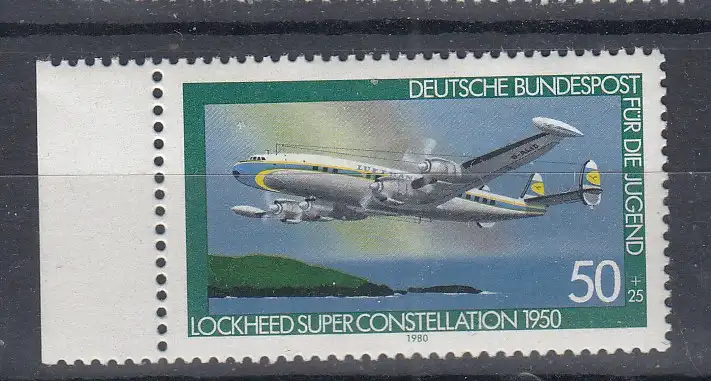 DEUTSCHE BUNDESPOST
FÜR DIE JUGEND
50 + 25
LOCKHEED SUPER CONSTELLATION 1950
1980